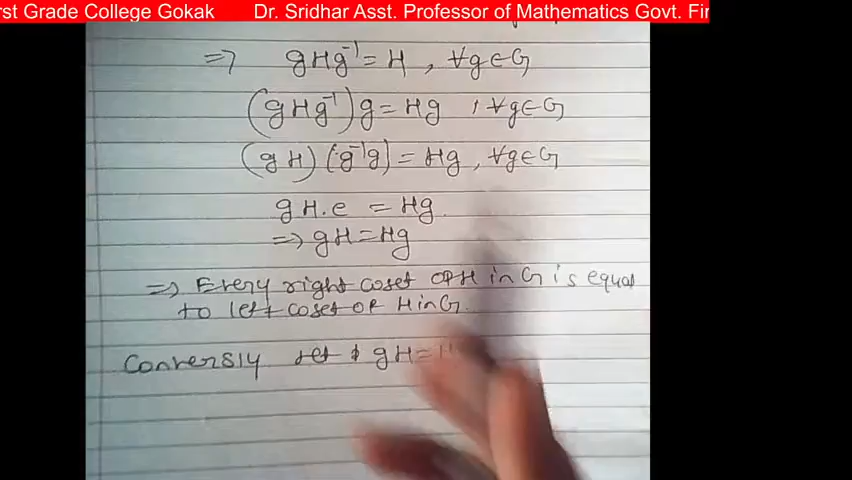 rst Grade College Gokak Dr. Sridhar Asst. Professor of Mathematics Govt. Fir
⇒ gHg⁻¹ = H , ∀g∈G
(gHg⁻¹)g = Hg , ∀g∈G
(gH)(g⁻¹g) = Hg , ∀g∈G
gH.e = Hg
⇒ gH = Hg
⇒ Every right coset of H in G is equal
to left coset of H in G.
Conversly let gH = H